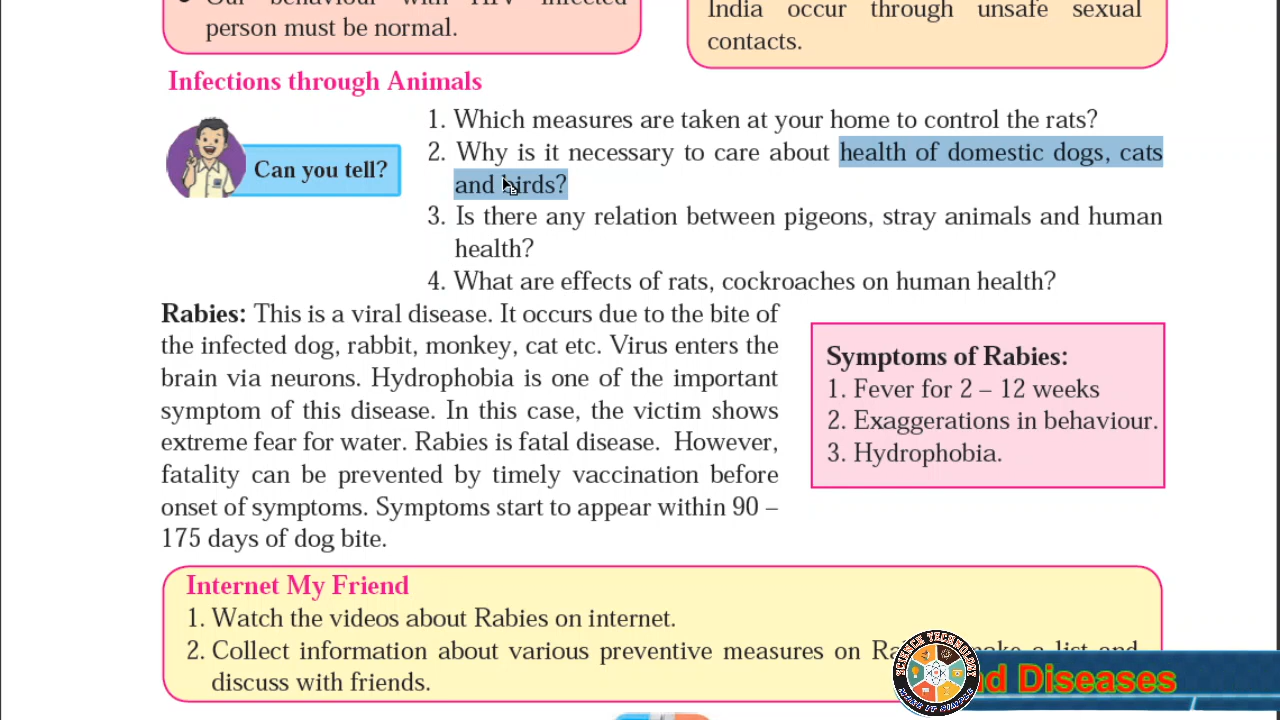 person must be normal.
India occur through unsafe sexual
contacts.
Infections through Animals
Can you tell?
1. Which measures are taken at your home to control the rats?
2. Why is it necessary to care about health of domestic dogs, cats
and birds?
3. Is there any relation between pigeons, stray animals and human
health?
4. What are effects of rats, cockroaches on human health?
Rabies: This is a viral disease. It occurs due to the bite of
the infected dog, rabbit, monkey, cat etc. Virus enters the
brain via neurons. Hydrophobia is one of the important
symptom of this disease. In this case, the victim shows
extreme fear for water. Rabies is fatal disease. However,
fatality can be prevented by timely vaccination before
onset of symptoms. Symptoms start to appear within 90 –
175 days of dog bite.
Symptoms of Rabies:
1. Fever for 2 – 12 weeks
2. Exaggerations in behaviour.
3. Hydrophobia.
Internet My Friend
1. Watch the videos about Rabies on internet.
2. Collect information about various preventive measures on
discuss with friends.
SCIENCE TECHNOLOGY
Diseases